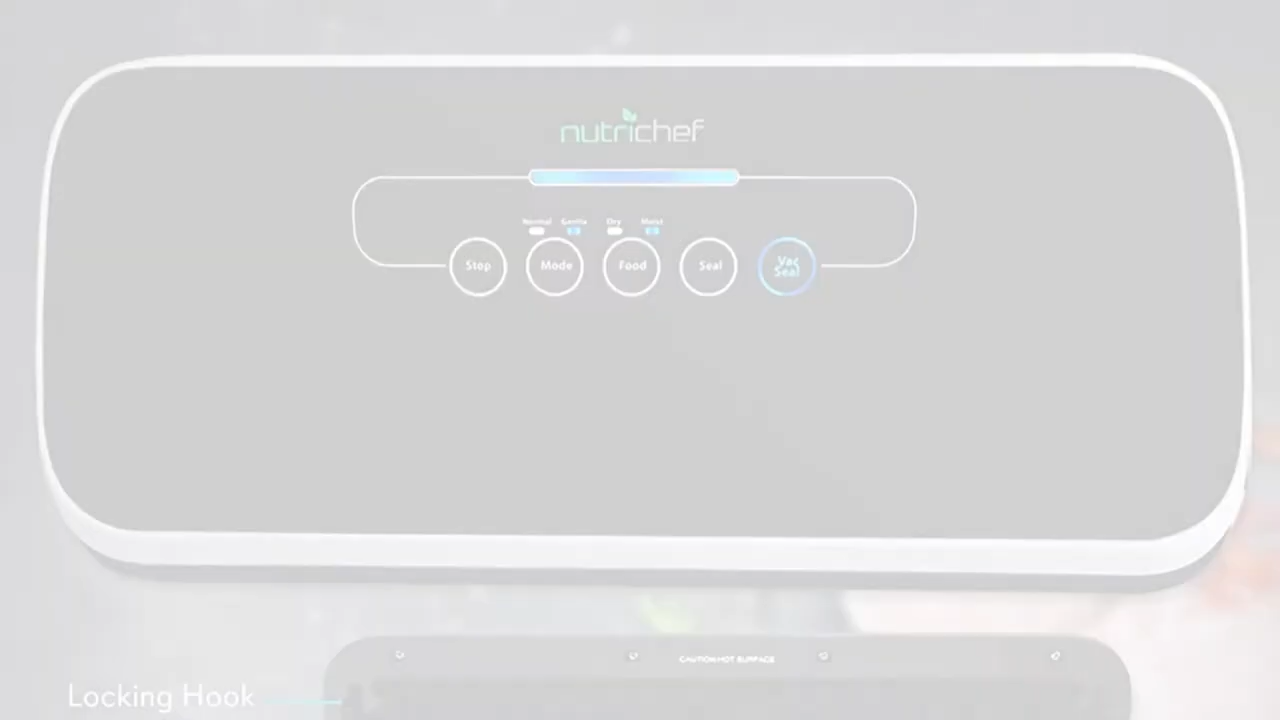 nutrichef
Normal Gentle Dry Moist
Stop Mode Food Seal Vac
Seal
CAUTION HOT SURFACE
Locking Hook